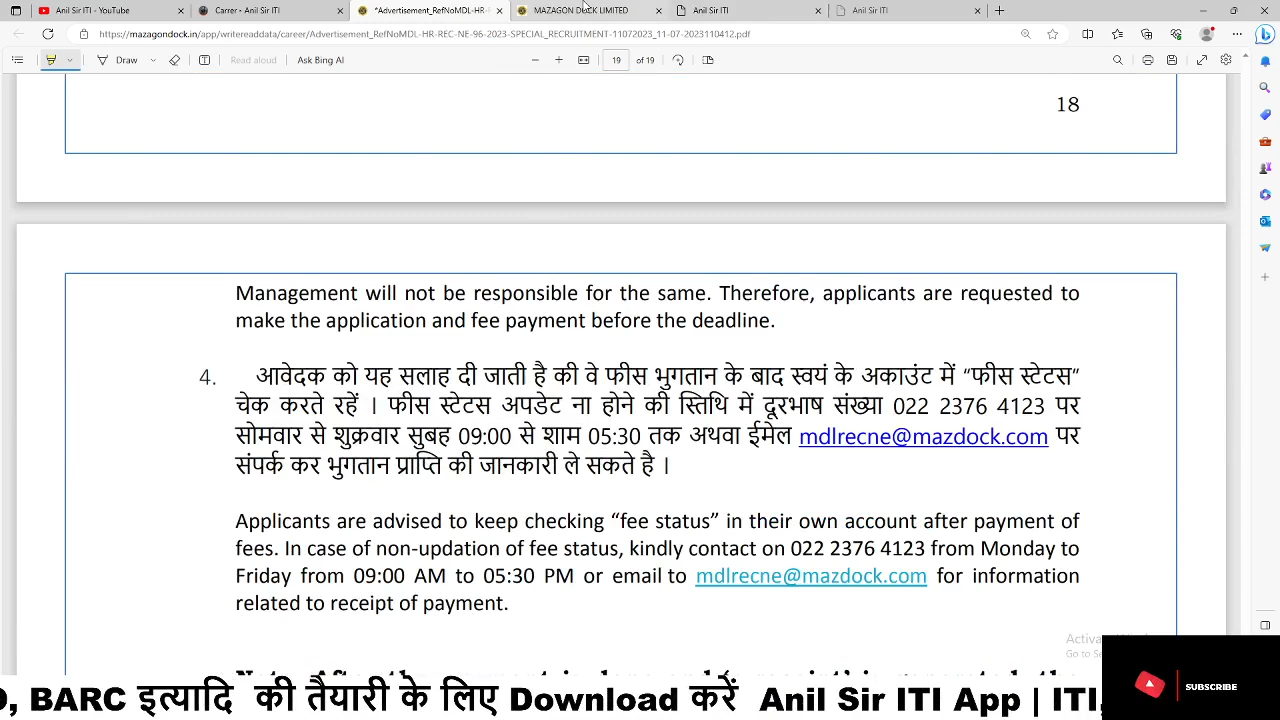 Anil Sir ITI - YouTube
Carrer - Anil Sir ITI
*Advertisement_RefNoMDL-HR-
MAZAGON DOCK LIMITED
Anil Sir ITI
Anil Sir ITI
https://mazagondock.in/app/writereaddata/career/Advertisement_RefNoMDL-HR-REC-NE-96-2023-SPECIAL_RECRUITMENT-11072023_11-07-2023110412.pdf
Draw
Read aloud
Ask Bing AI
19 of 19
18
Management will not be responsible for the same. Therefore, applicants are requested to
make the application and fee payment before the deadline.
4. आवेदक को यह सलाह दी जाती है की वे फीस भुगतान के बाद स्वयं के अकाउंट में “फीस स्टेटस“
चेक करते रहें । फीस स्टेटस अपडेट ना होने की स्तिथि में दूरभाष संख्या 022 2376 4123 पर
सोमवार से शुक्रवार सुबह 09:00 से शाम 05:30 तक अथवा ईमेल mdlrecne@mazdock.com पर
संपर्क कर भुगतान प्राप्ति की जानकारी ले सकते है ।
Applicants are advised to keep checking “fee status” in their own account after payment of
fees. In case of non-updation of fee status, kindly contact on 022 2376 4123 from Monday to
Friday from 09:00 AM to 05:30 PM or email to mdlrecne@mazdock.com for information
related to receipt of payment.
BARC इत्यादि की तैयारी के लिए Download करें Anil Sir ITI App | ITI,
SUBSCRIBE